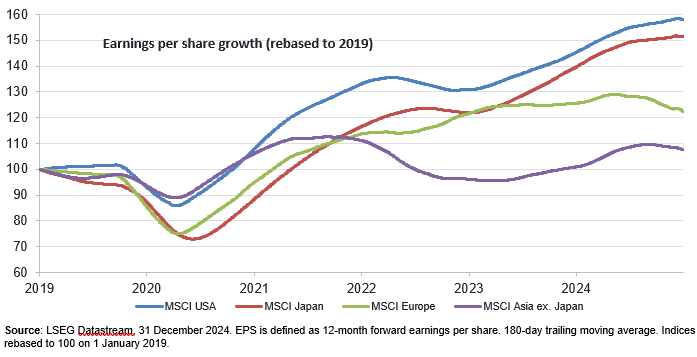 160
150
140
130
120
110
100
90
80
70
60
Earnings per share growth (rebased to 2019)
2019 2020 2021 2022 2023 2024
MSCI USA MSCI Japan MSCI Europe MSCI Asia ex. Japan
Source: LSEG Datastream, 31 December 2024. EPS is defined as 12-month forward earnings per share. 180-day trailing moving average. Indices
rebased to 100 on 1 January 2019.